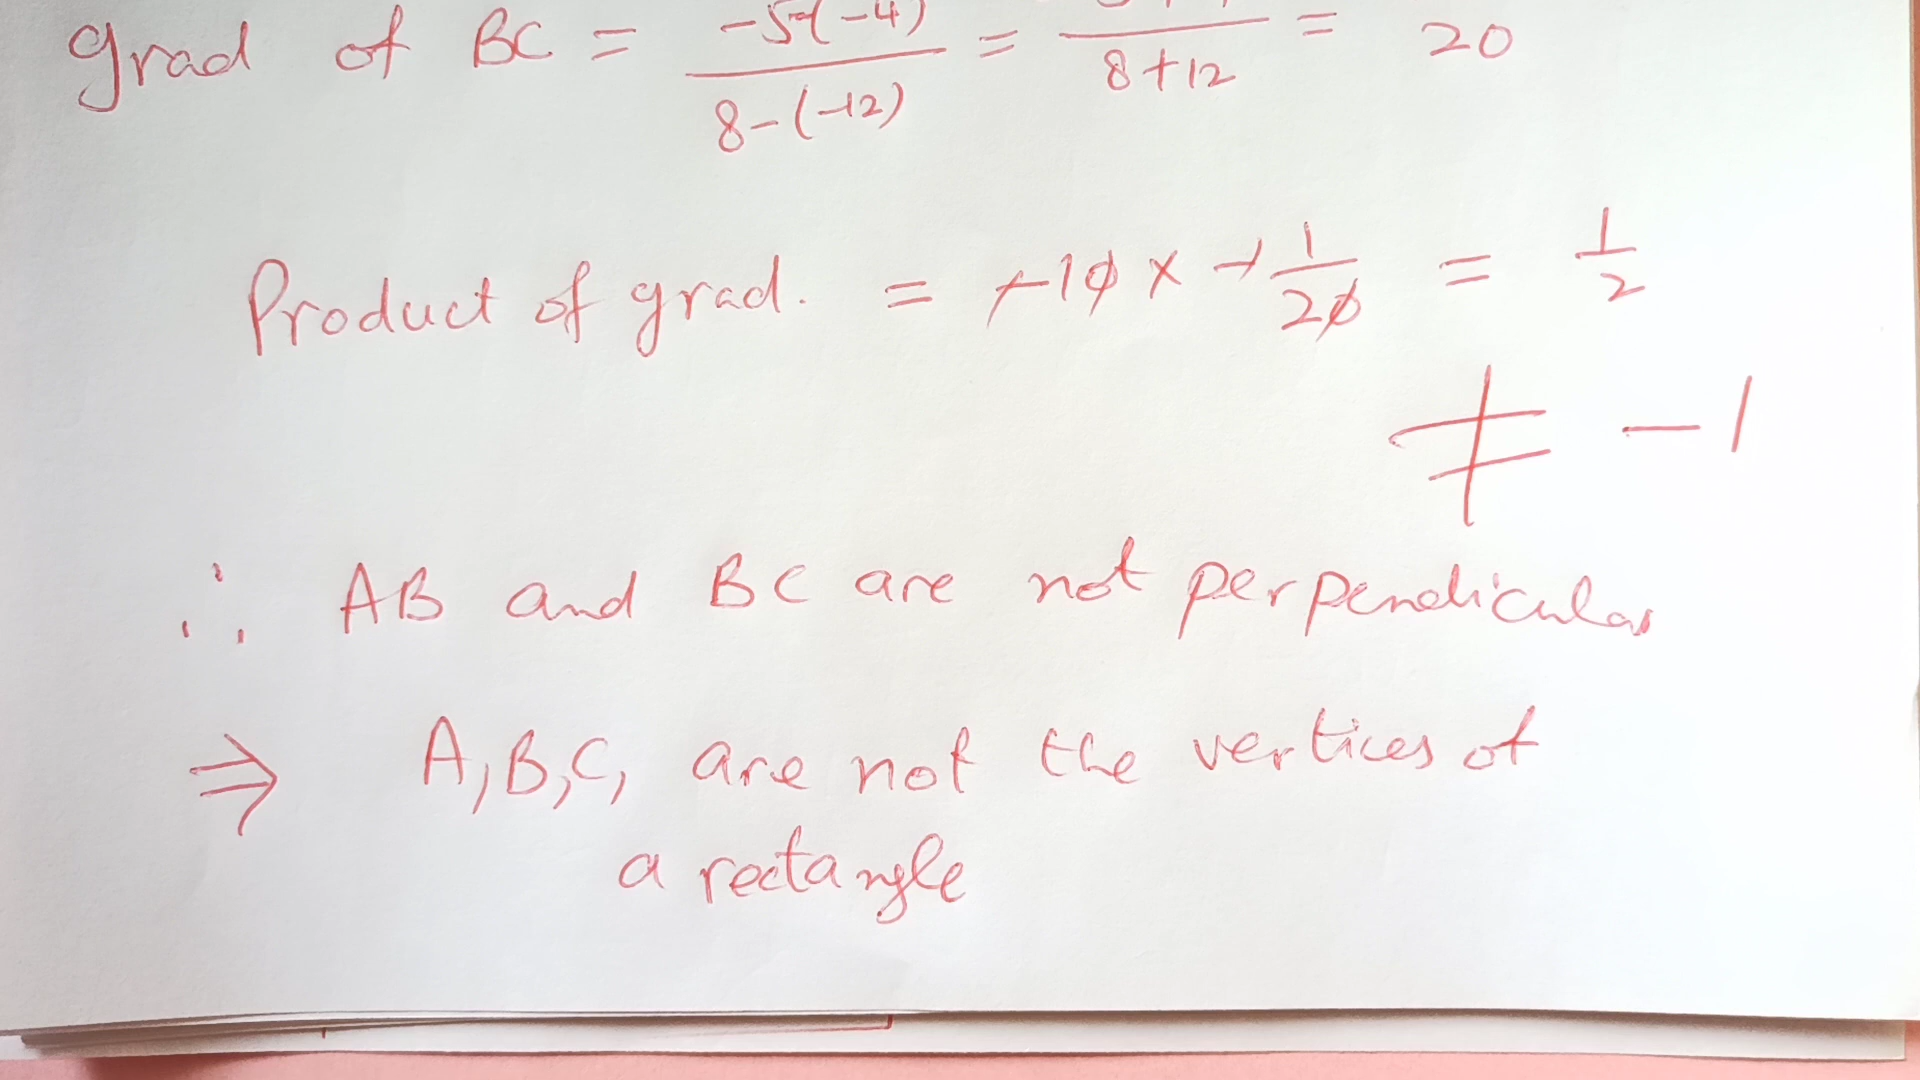 grad of BC = -5-(-4) / 8-(-12) = / 8+12 = 20
Product of grad. = -10 × -1/20 = 1/2
≠ -1
∴ AB and BC are not perpendicular
⇒ A,B,C, are not the vertices of
a rectangle